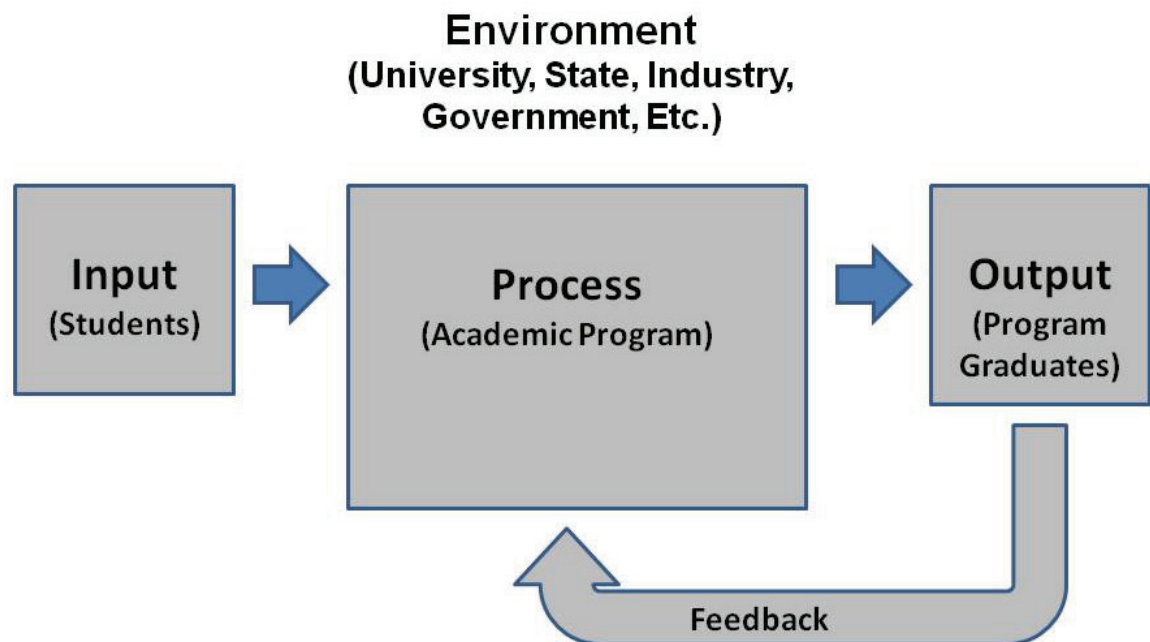 Environment
(University, State, Industry,
Government, Etc.)
Input
(Students)
Process
(Academic Program)
Output
(Program
Graduates)
Feedback